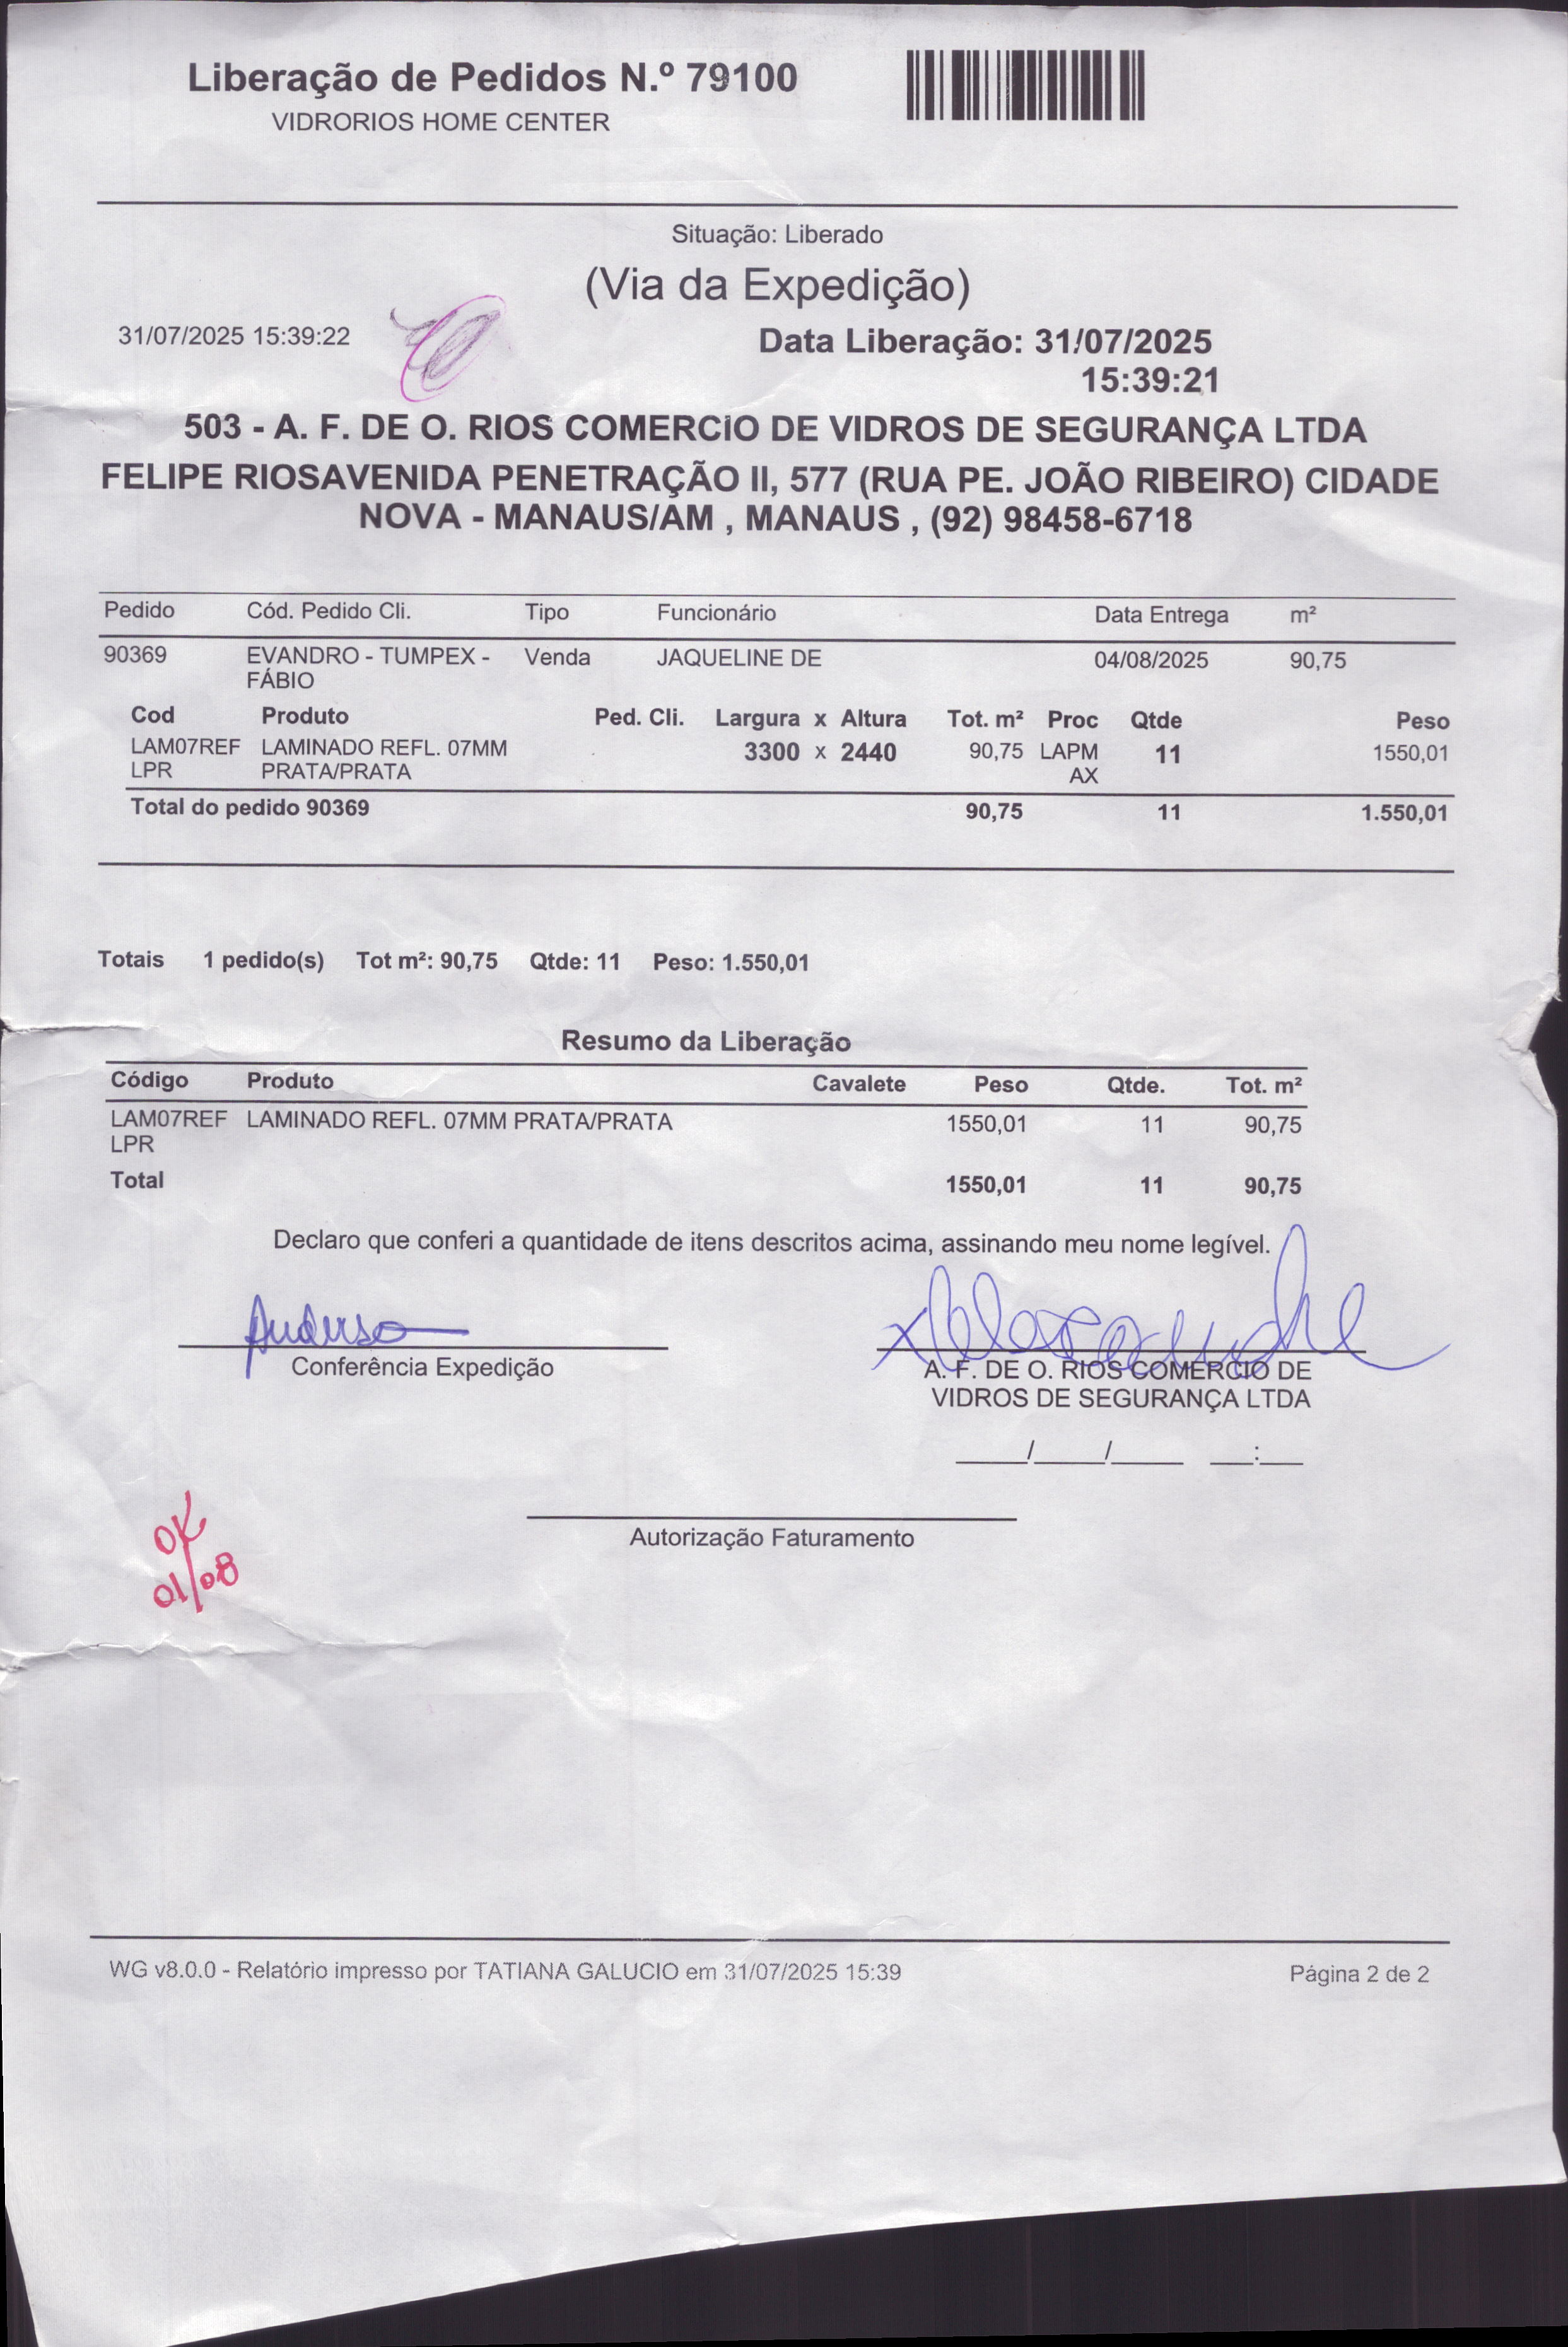 Liberação de Pedidos N.º 79100
VIDRORIOS HOME CENTER
Situação: Liberado
(Via da Expedição)
31/07/2025 15:39:22
Data Liberação: 31/07/2025
15:39:21
503 - A. F. DE O. RIOS COMERCIO DE VIDROS DE SEGURANÇA LTDA
FELIPE RIOSAVENIDA PENETRAÇÃO II, 577 (RUA PE. JOÃO RIBEIRO) CIDADE
NOVA - MANAUS/AM , MANAUS , (92) 98458-6718
Pedido Cód. Pedido Cli. Tipo Funcionário Data Entrega m²
90369 EVANDRO - TUMPEX - Venda JAQUELINE DE 04/08/2025 90,75
FÁBIO
Cod Produto Ped. Cli. Largura x Altura Tot. m² Proc Qtde Peso
LAM07REF LAMINADO REFL. 07MM 3300 x 2440 90,75 LAPM 11 1550,01
LPR PRATA/PRATA AX
Total do pedido 90369 90,75 11 1.550,01
Totais 1 pedido(s) Tot m²: 90,75 Qtde: 11 Peso: 1.550,01
Resumo da Liberação
Código Produto Cavalete Peso Qtde. Tot. m²
LAM07REF LAMINADO REFL. 07MM PRATA/PRATA 1550,01 11 90,75
LPR
Total 1550,01 11 90,75
Declaro que conferi a quantidade de itens descritos acima, assinando meu nome legível.
Anderso
Conferência Expedição
A. F. DE O. RIOS COMERCIO DE
VIDROS DE SEGURANÇA LTDA
____/____/____ ___:___
Autorização Faturamento
OK
01/08
WG v8.0.0 - Relatório impresso por TATIANA GALUCIO em 31/07/2025 15:39
Página 2 de 2